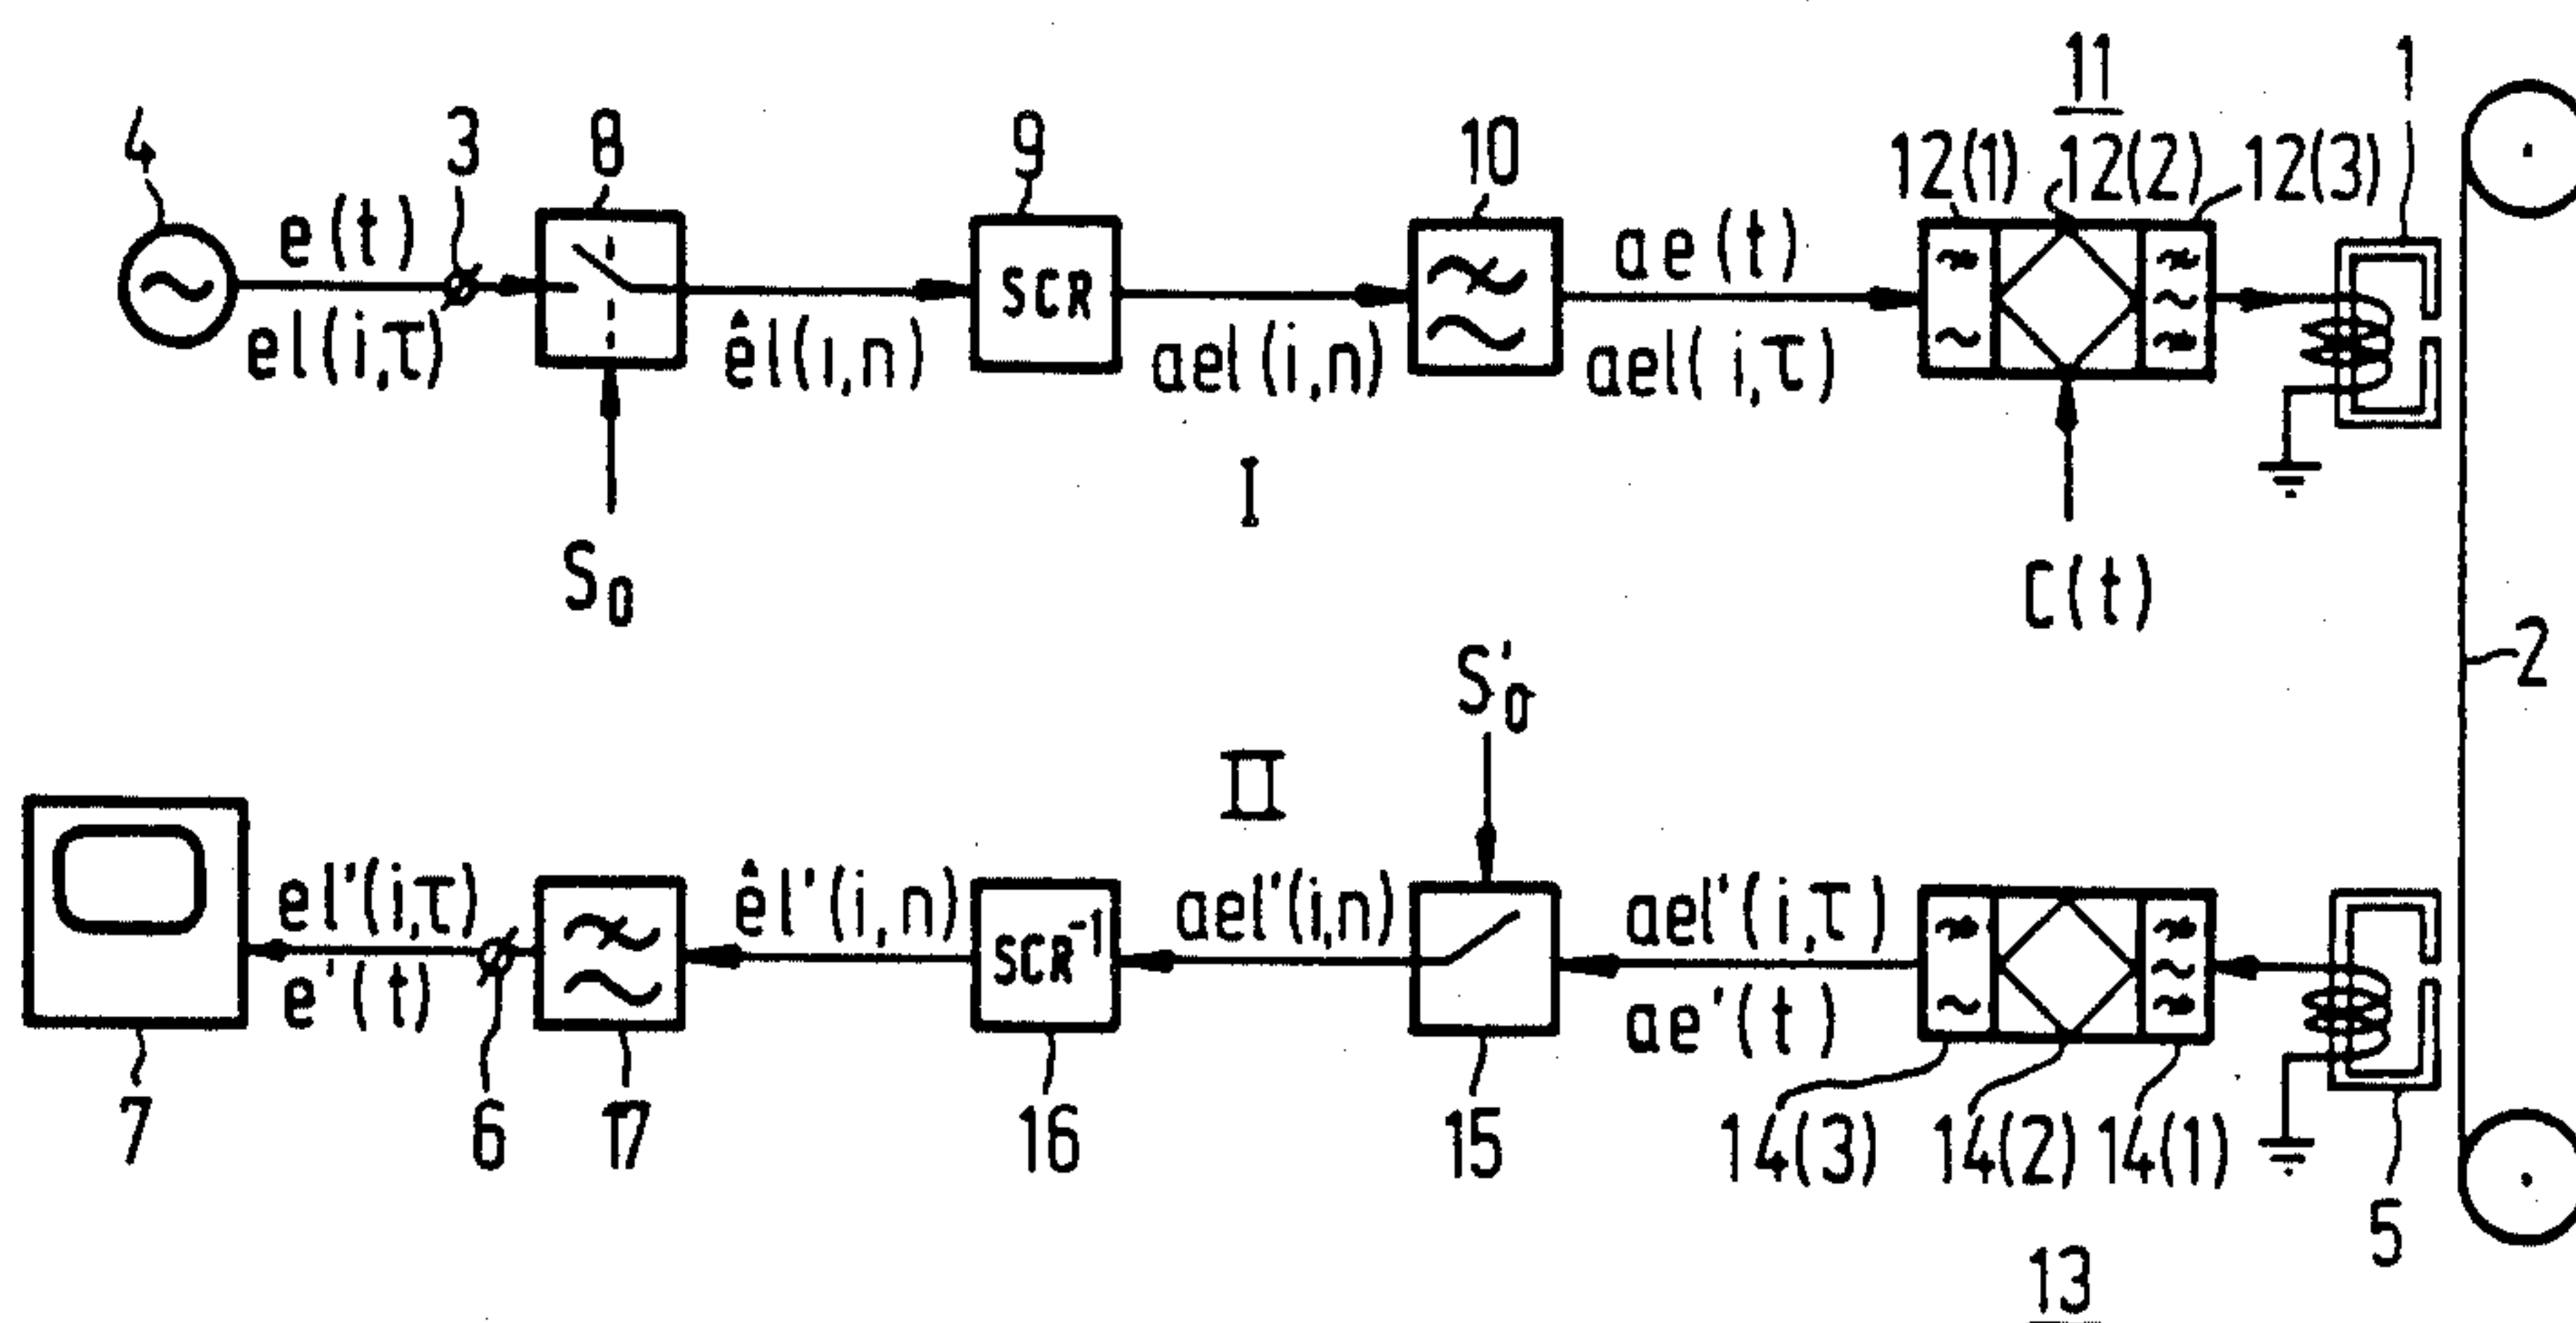 4
3
8
9
10
11
12(1)
12(2)
12(3)
1
e(t)
el(i,τ)
êl(ı,n)
SCR
ael(i,n)
ae(t)
ael(i,τ)
S₀
I
C(t)
2
S'₀
II
el'(i,τ)
e'(t)
êl'(i,n)
SCR⁻¹
ael'(i,n)
ael'(i,τ)
ae'(t)
7
6
17
16
15
14(3)
14(2)
14(1)
5
13